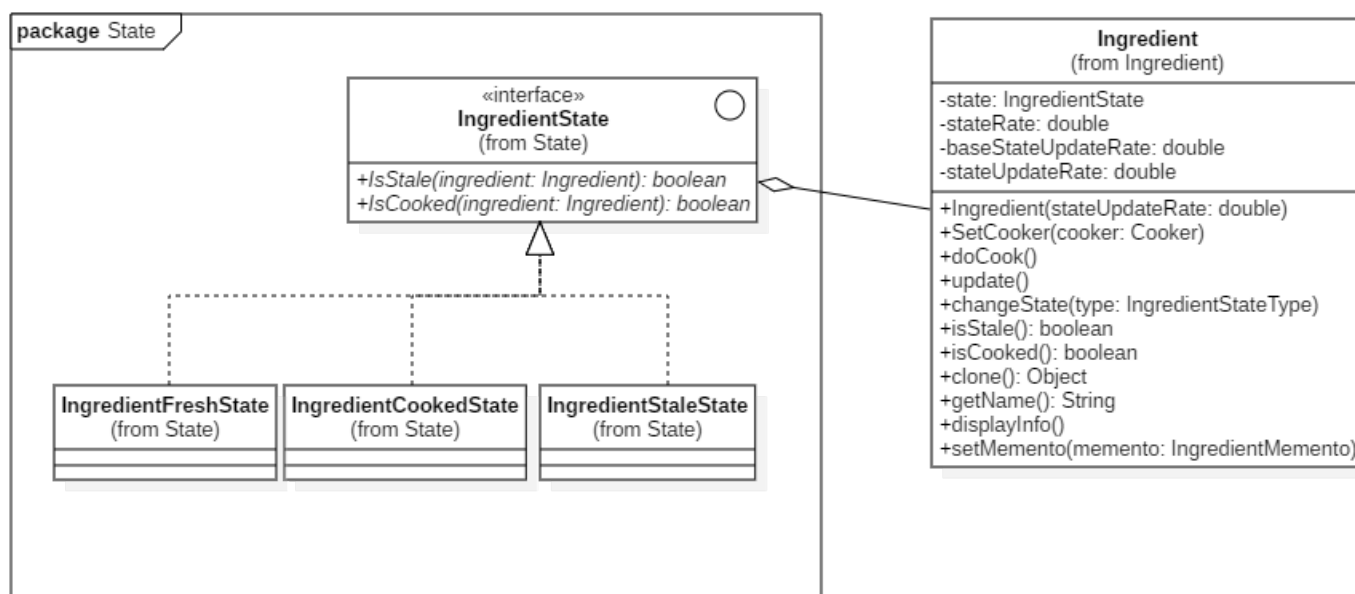 package State
«interface»
IngredientState
(from State)
+IsStale(ingredient: Ingredient): boolean
+IsCooked(ingredient: Ingredient): boolean
IngredientFreshState
(from State)
IngredientCookedState
(from State)
IngredientStaleState
(from State)
Ingredient
(from Ingredient)
-state: IngredientState
-stateRate: double
-baseStateUpdateRate: double
-stateUpdateRate: double
+Ingredient(stateUpdateRate: double)
+SetCooker(cooker: Cooker)
+doCook()
+update()
+changeState(type: IngredientStateType)
+isStale(): boolean
+isCooked(): boolean
+clone(): Object
+getName(): String
+displayInfo()
+setMemento(memento: IngredientMemento)